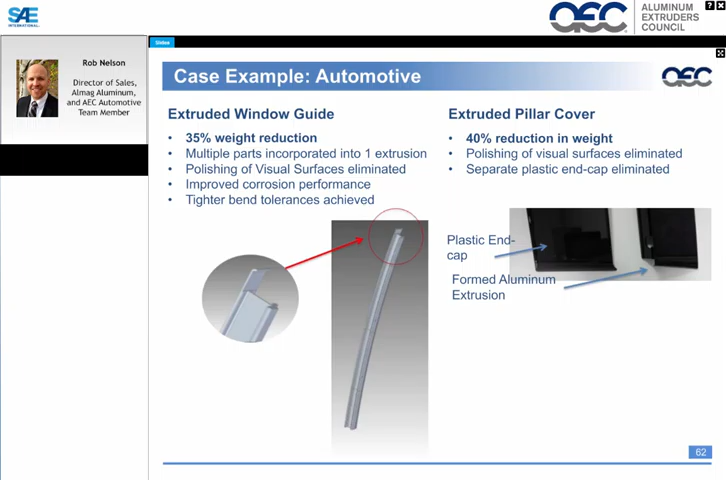 SAE
INTERNATIONAL
AEC
ALUMINUM
EXTRUDERS
COUNCIL
Rob Nelson
Director of Sales,
Almag Aluminum,
and AEC Automotive
Team Member
Slides
Case Example: Automotive
AEC
Extruded Window Guide
• 35% weight reduction
• Multiple parts incorporated into 1 extrusion
• Polishing of Visual Surfaces eliminated
• Improved corrosion performance
• Tighter bend tolerances achieved
Extruded Pillar Cover
• 40% reduction in weight
• Polishing of visual surfaces eliminated
• Separate plastic end-cap eliminated
Plastic End-
cap
Formed Aluminum
Extrusion
62